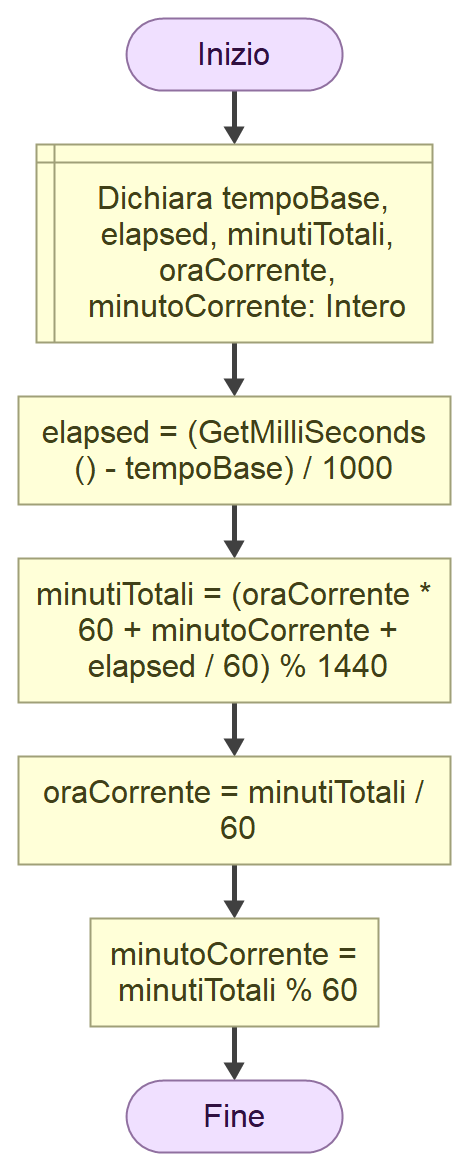 Inizio
Dichiara tempoBase,
elapsed, minutiTotali,
oraCorrente,
minutoCorrente: Intero
elapsed = (GetMilliSeconds
() - tempoBase) / 1000
minutiTotali = (oraCorrente *
60 + minutoCorrente +
elapsed / 60) % 1440
oraCorrente = minutiTotali /
60
minutoCorrente =
minutiTotali % 60
Fine